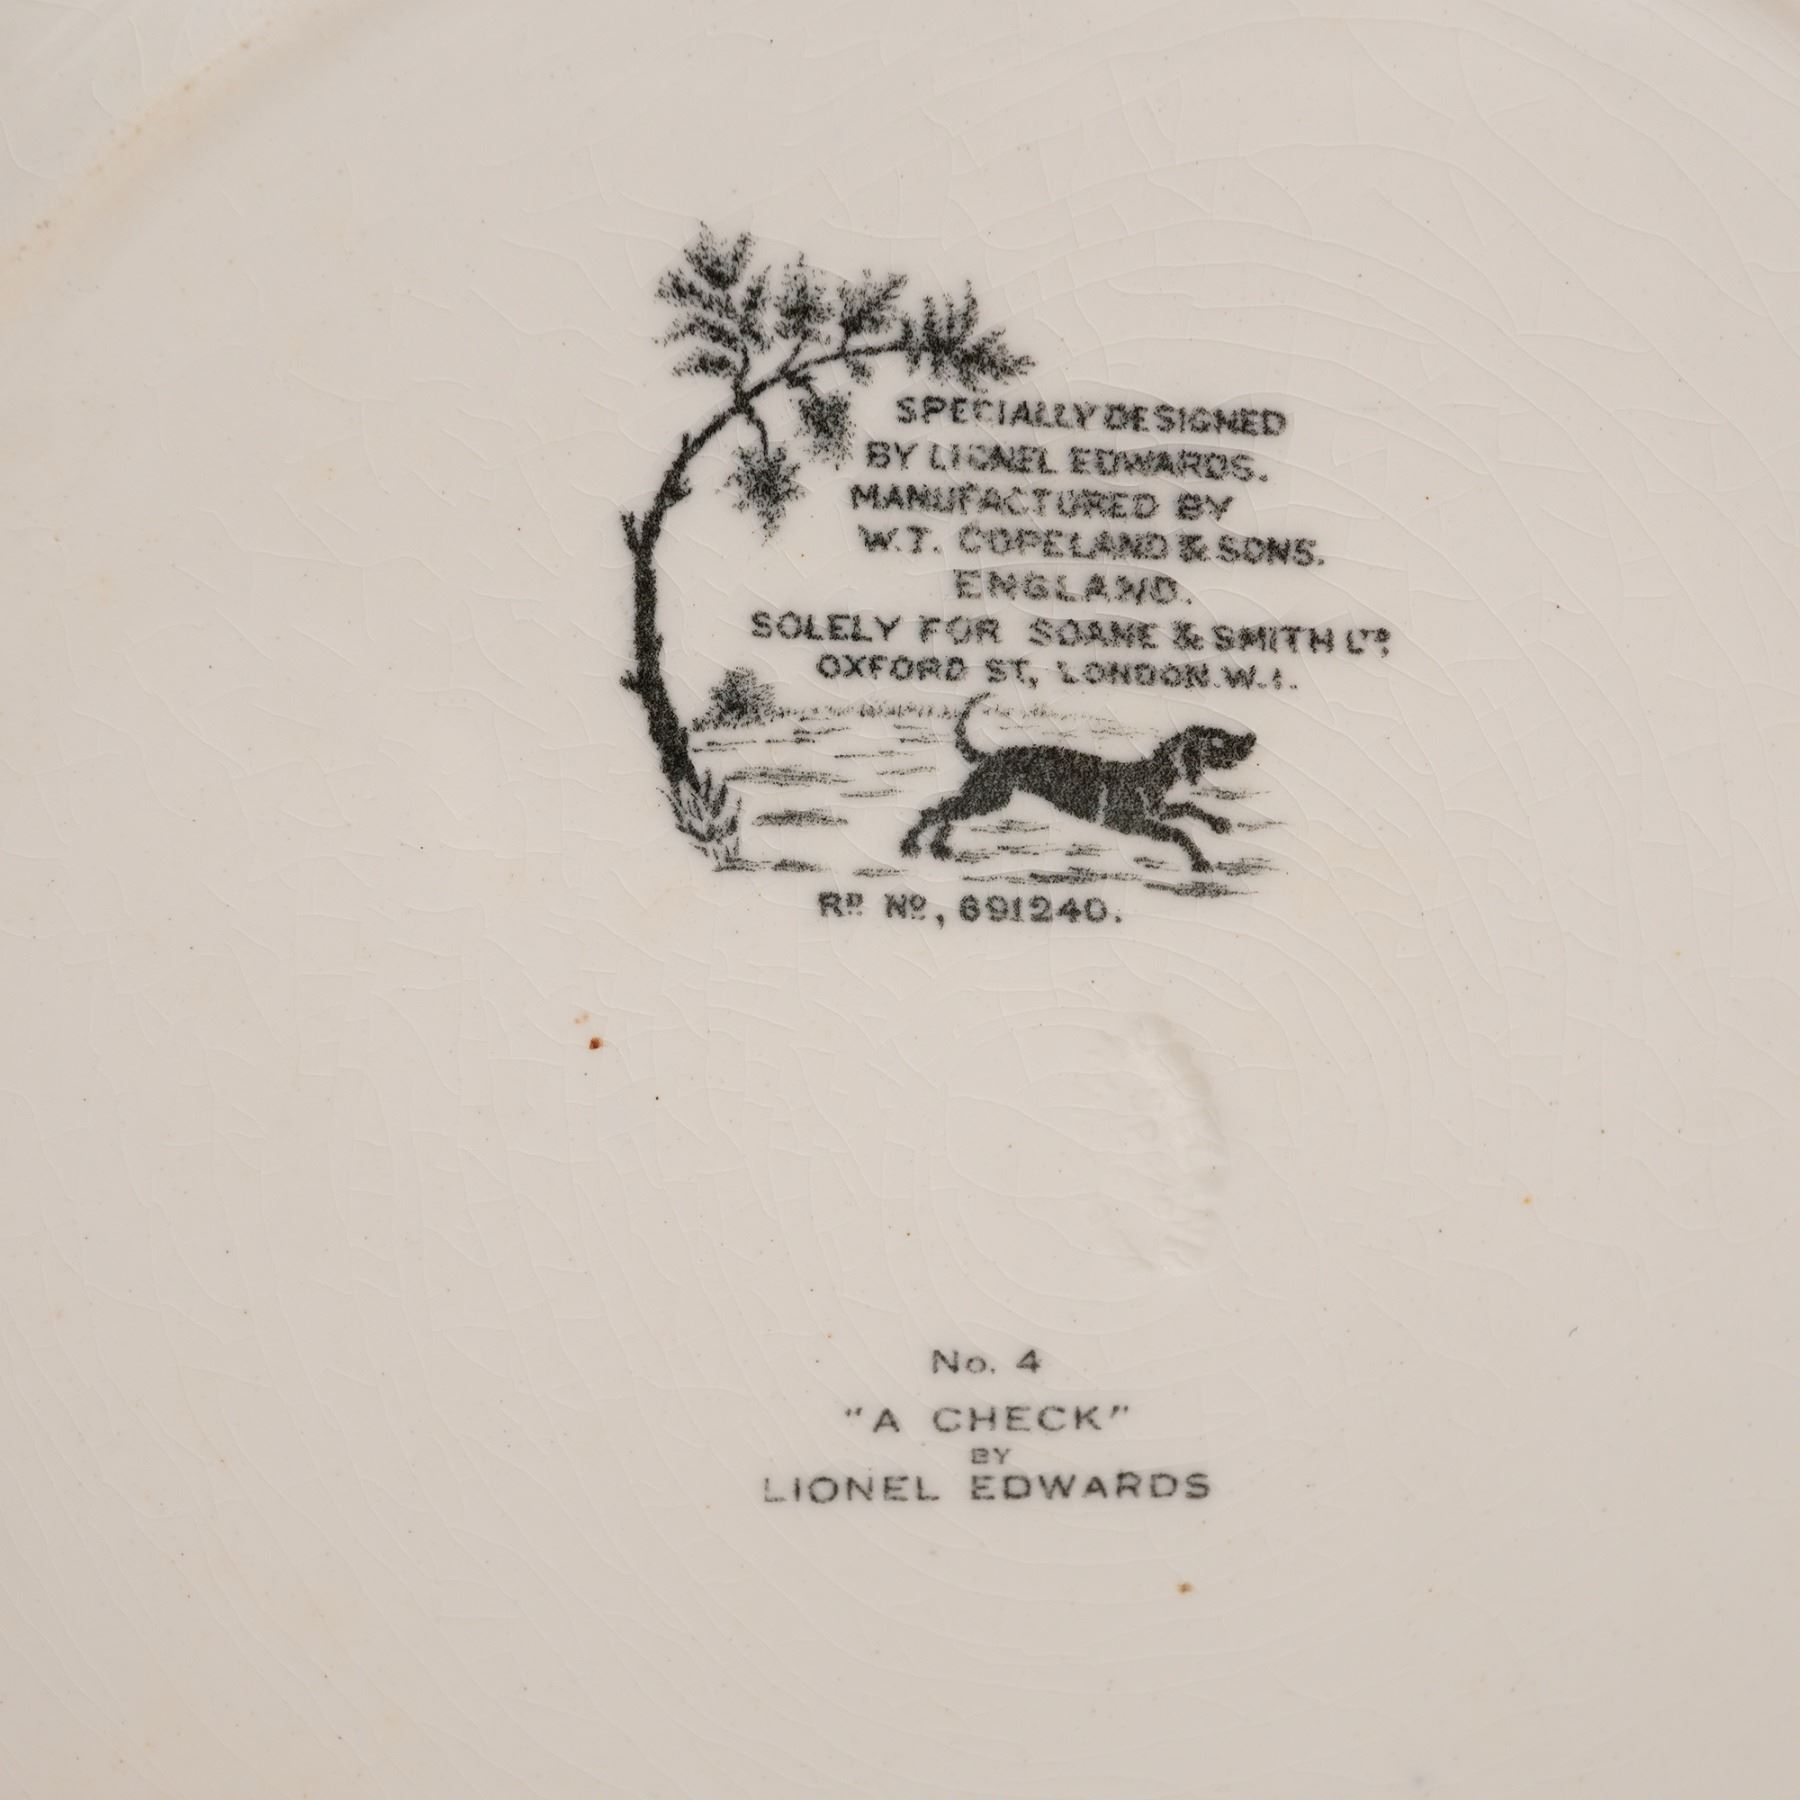 SPECIALLY DESIGNED
BY LIONEL EDWARDS.
MANUFACTURED BY
W.T. COPELAND & SONS.
ENGLAND.
SOLELY FOR SOANE & SMITH LTD,
OXFORD ST, LONDON.W.1.
RD NO, 691240.
No. 4
"A CHECK"
BY
LIONEL EDWARDS